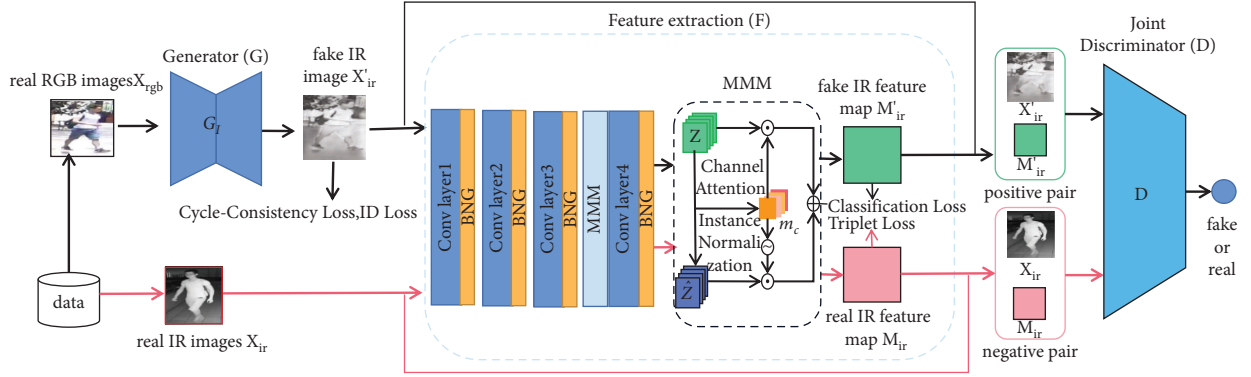 Feature extraction (F)
Joint
Discriminator (D)
Generator (G)
fake IR
image X'ir
real RGB imagesXrgb
GI
Cycle-Consistency Loss,ID Loss
data
real IR images Xir
Conv layer1
BNG
Conv layer2
BNG
Conv layer3
BNG
MMM
Conv layer4
BNG
MMM
Z
Channel
Attention
mc
Instance
Normali
zation
~
Ẑ
fake IR feature
map M'ir
Classification Loss
Triplet Loss
real IR feature
map Mir
X'ir
M'ir
positive pair
Xir
Mir
negative pair
D
fake
or
real